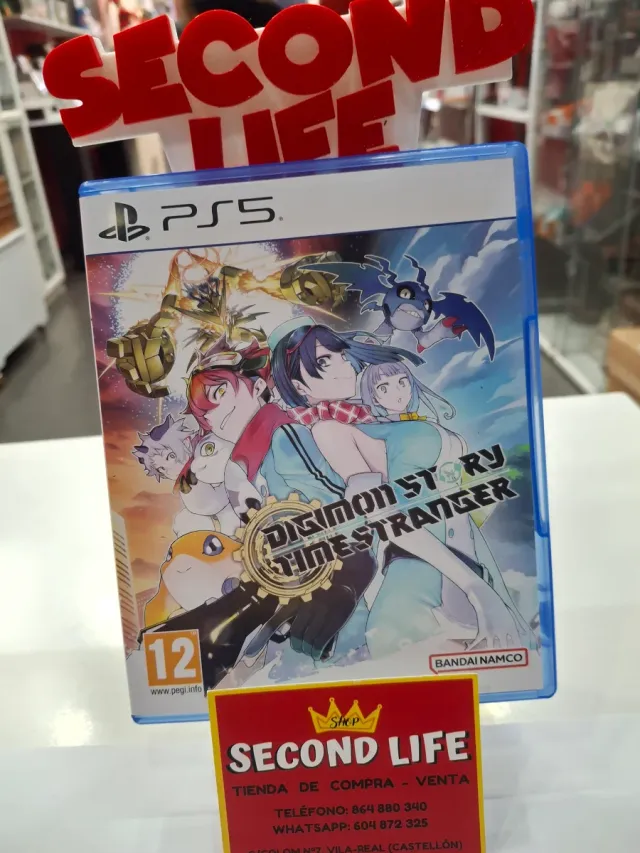 SECOND
LIFE
PS5
DIGIMON STORY
TIME STRANGER
12
www.pegi.info
BANDAI NAMCO
SHOP
SECOND LIFE
TIENDA DE COMPRA - VENTA
TELÉFONO: 864 880 340
WHATSAPP: 604 872 325
Nº7, VILA-REAL (CASTELLÓN)